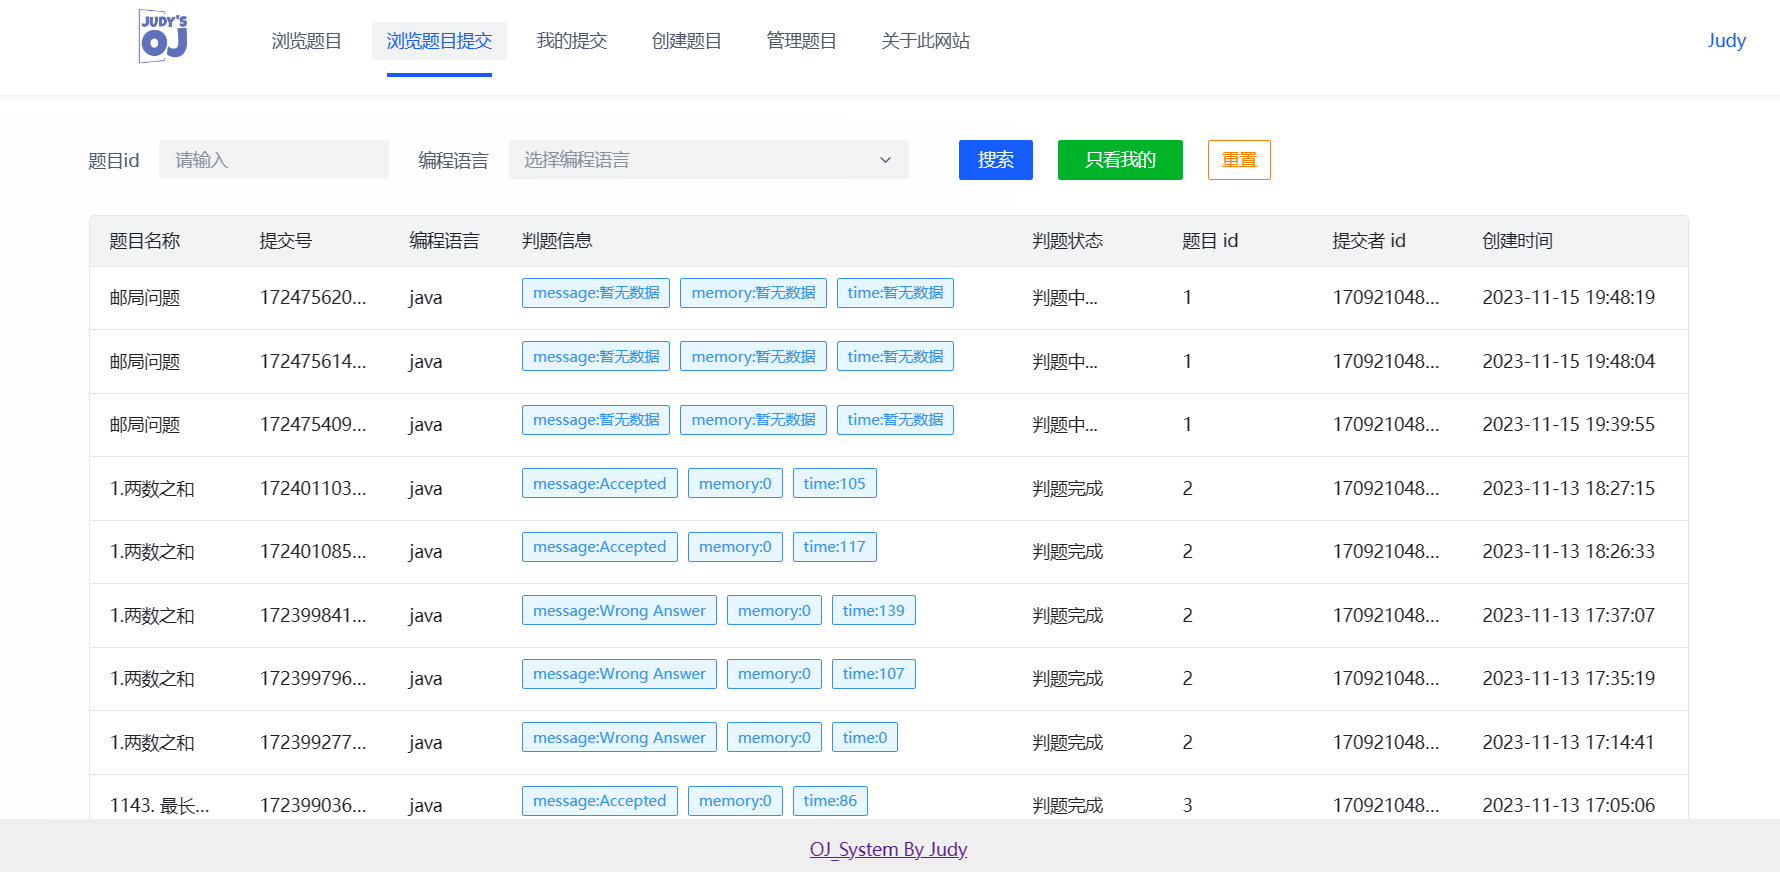 JUDY'S
OJ
浏览题目 浏览题目提交 我的提交 创建题目 管理题目 关于此网站 Judy
题目id 请输入 编程语言 选择编程语言 搜索 只看我的 重置
题目名称 提交号 编程语言 判题信息 判题状态 题目 id 提交者 id 创建时间
邮局问题 172475620... java message:暂无数据 memory:暂无数据 time:暂无数据 判题中... 1 170921048... 2023-11-15 19:48:19
邮局问题 172475614... java message:暂无数据 memory:暂无数据 time:暂无数据 判题中... 1 170921048... 2023-11-15 19:48:04
邮局问题 172475409... java message:暂无数据 memory:暂无数据 time:暂无数据 判题中... 1 170921048... 2023-11-15 19:39:55
1.两数之和 172401103... java message:Accepted memory:0 time:105 判题完成 2 170921048... 2023-11-13 18:27:15
1.两数之和 172401085... java message:Accepted memory:0 time:117 判题完成 2 170921048... 2023-11-13 18:26:33
1.两数之和 172399841... java message:Wrong Answer memory:0 time:139 判题完成 2 170921048... 2023-11-13 17:37:07
1.两数之和 172399796... java message:Wrong Answer memory:0 time:107 判题完成 2 170921048... 2023-11-13 17:35:19
1.两数之和 172399277... java message:Wrong Answer memory:0 time:0 判题完成 2 170921048... 2023-11-13 17:14:41
1143. 最长... 172399036... java message:Accepted memory:0 time:86 判题完成 3 170921048... 2023-11-13 17:05:06
OJ_System By Judy